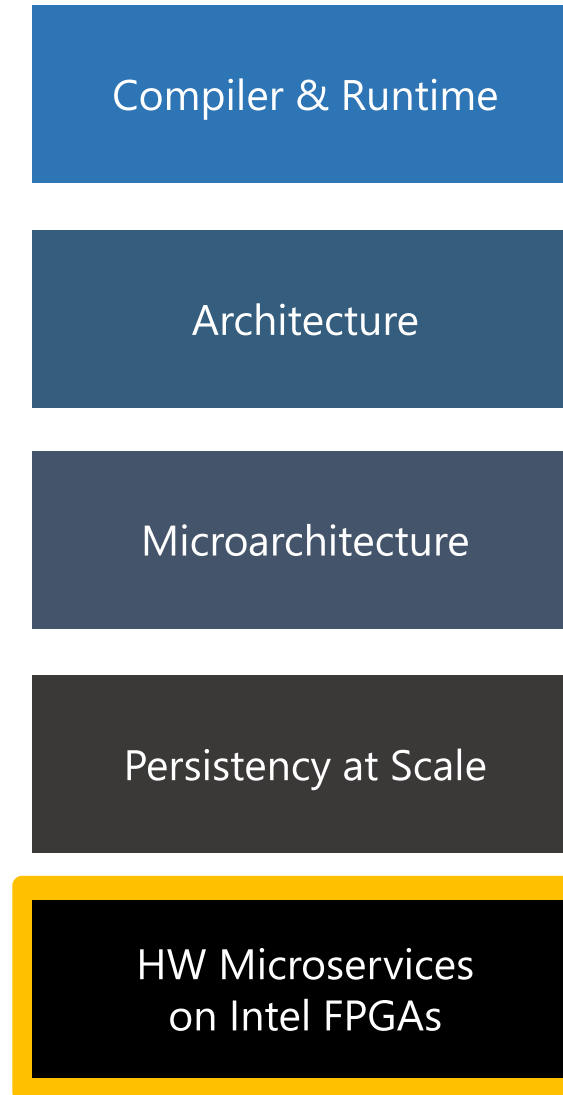 Compiler & Runtime
Architecture
Microarchitecture
Persistency at Scale
HW Microservices
on Intel FPGAs